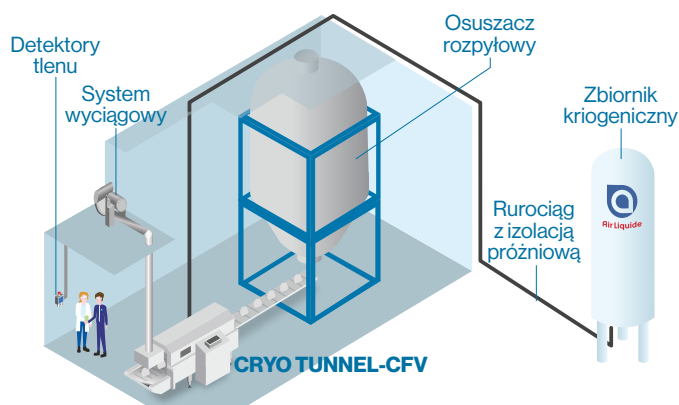 Detektory
tlenu
System
wyciągowy
Osuszacz
rozpyłowy
Zbiornik
kriogeniczny
Air Liquide
Rurociąg
z izolacją
próżniową
CRYO TUNNEL-CFV